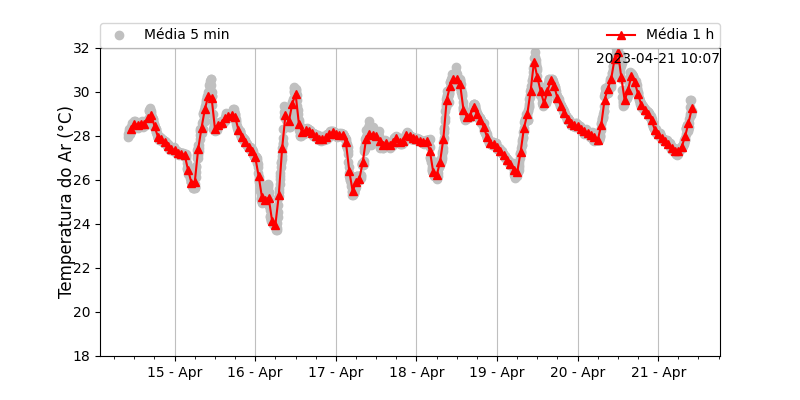 Média 5 min
Média 1 h
2023-04-21 10:07
Temperatura do Ar (°C)
32
30
28
26
24
22
20
18
15 - Apr
16 - Apr
17 - Apr
18 - Apr
19 - Apr
20 - Apr
21 - Apr